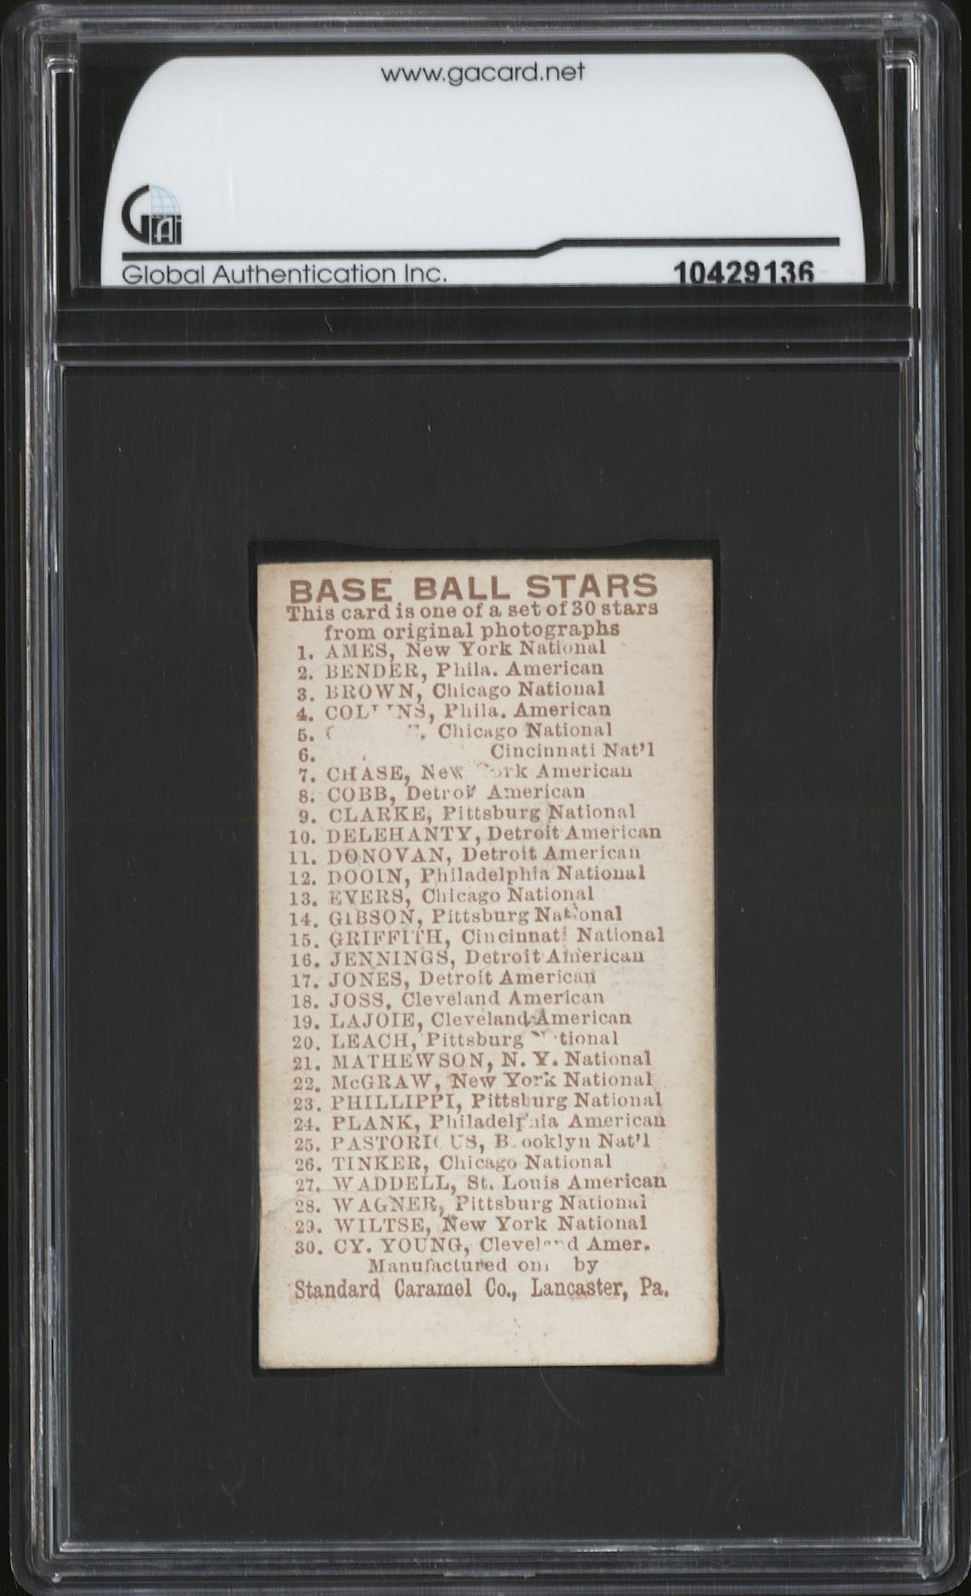 www.gacard.net
GAi
Global Authentication Inc.
10429136
BASE BALL STARS
This card is one of a set of 30 stars
from original photographs
1. AMES, New York National
2. BENDER, Phila. American
3. BROWN, Chicago National
4. COL NS, Phila. American
5. Chicago National
6. Cincinnati Nat'l
7. CHASE, New York American
8. COBB, Detroit American
9. CLARKE, Pittsburg National
10. DELEHANTY, Detroit American
11. DONOVAN, Detroit American
12. DOOIN, Philadelphia National
13. EVERS, Chicago National
14. GIBSON, Pittsburg National
15. GRIFFITH, Cincinnati National
16. JENNINGS, Detroit American
17. JONES, Detroit American
18. JOSS, Cleveland American
19. LAJOIE, Cleveland American
20. LEACH, Pittsburg National
21. MATHEWSON, N. Y. National
22. McGRAW, New York National
23. PHILLIPPI, Pittsburg National
24. PLANK, Philadelphia American
25. PASTORICUS, Brooklyn Nat'l
26. TINKER, Chicago National
27. WADDELL, St. Louis American
28. WAGNER, Pittsburg National
29. WILTSE, New York National
30. CY. YOUNG, Cleveland Amer.
Manufactured only by
Standard Caramel Co., Lancaster, Pa.